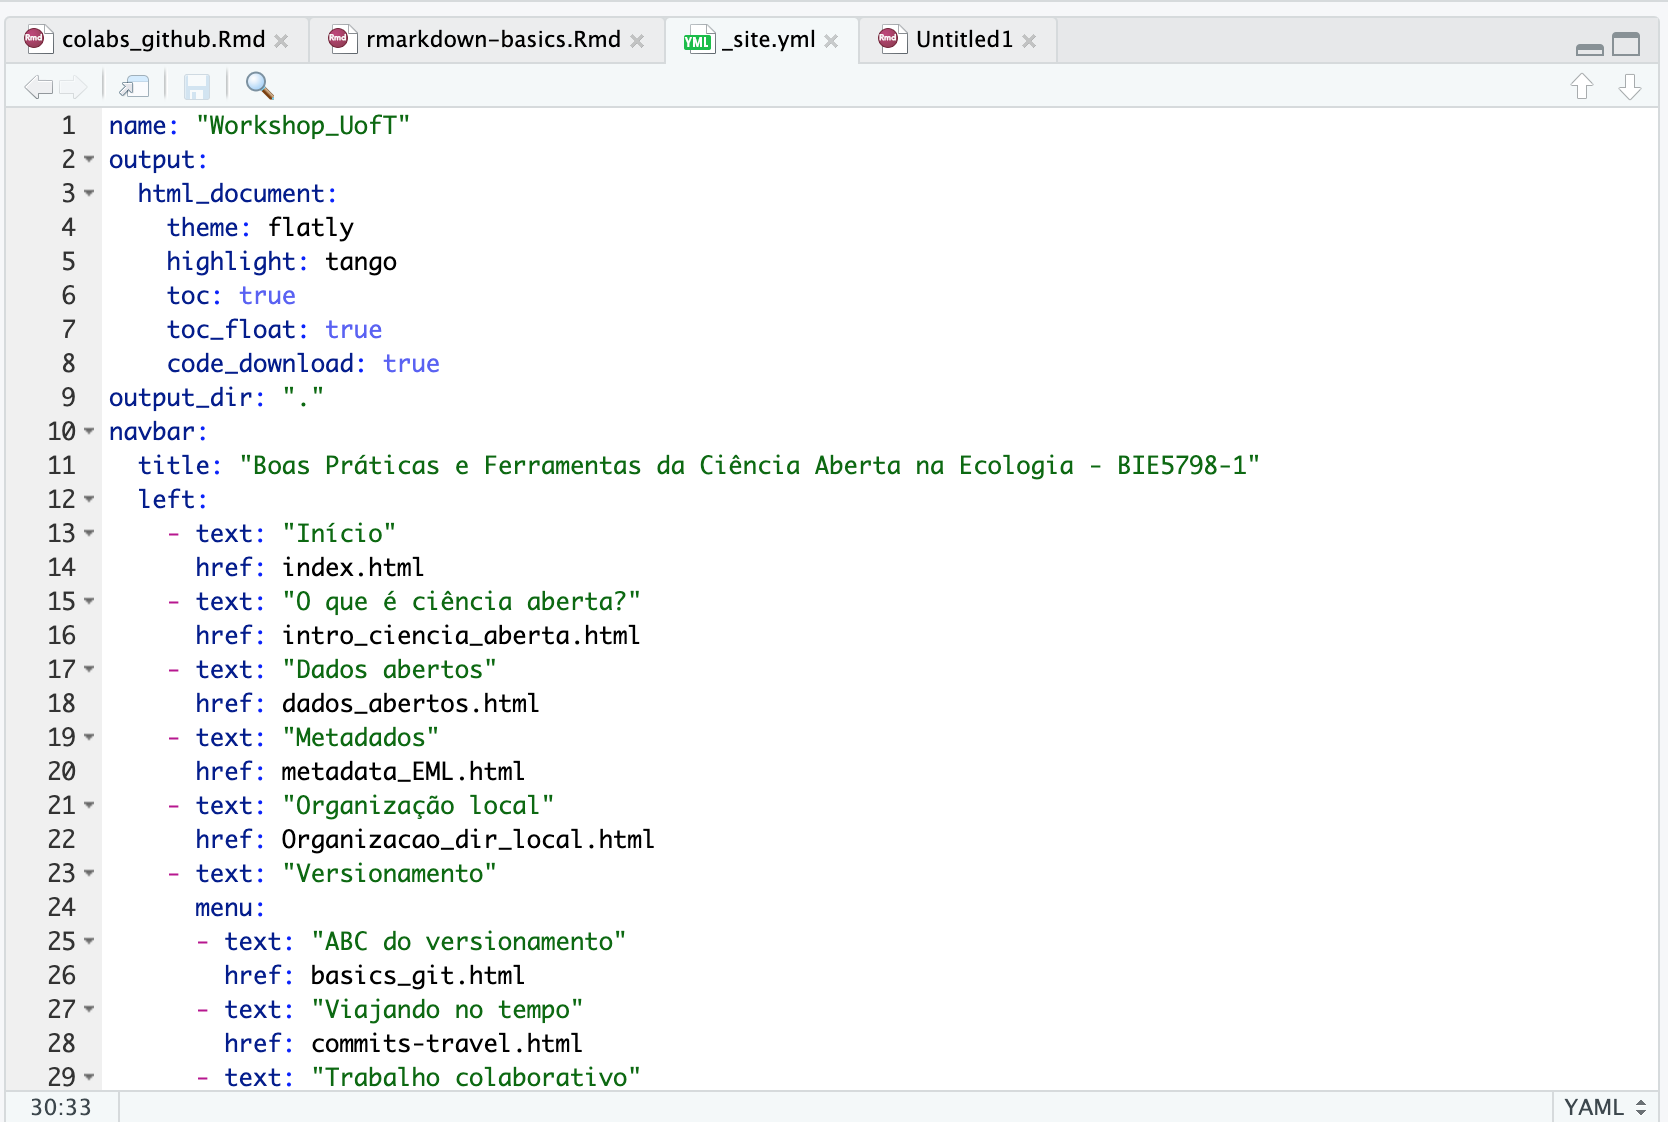 colabs_github.Rmd rmarkdown-basics.Rmd _site.yml Untitled1
1 name: "Workshop_UofT"
2 output:
3 html_document:
4 theme: flatly
5 highlight: tango
6 toc: true
7 toc_float: true
8 code_download: true
9 output_dir: "."
10 navbar:
11 title: "Boas Práticas e Ferramentas da Ciência Aberta na Ecologia - BIE5798-1"
12 left:
13 - text: "Início"
14 href: index.html
15 - text: "O que é ciência aberta?"
16 href: intro_ciencia_aberta.html
17 - text: "Dados abertos"
18 href: dados_abertos.html
19 - text: "Metadados"
20 href: metadata_EML.html
21 - text: "Organização local"
22 href: Organizacao_dir_local.html
23 - text: "Versionamento"
24 menu:
25 - text: "ABC do versionamento"
26 href: basics_git.html
27 - text: "Viajando no tempo"
28 href: commits-travel.html
29 - text: "Trabalho colaborativo"
30:33 YAML